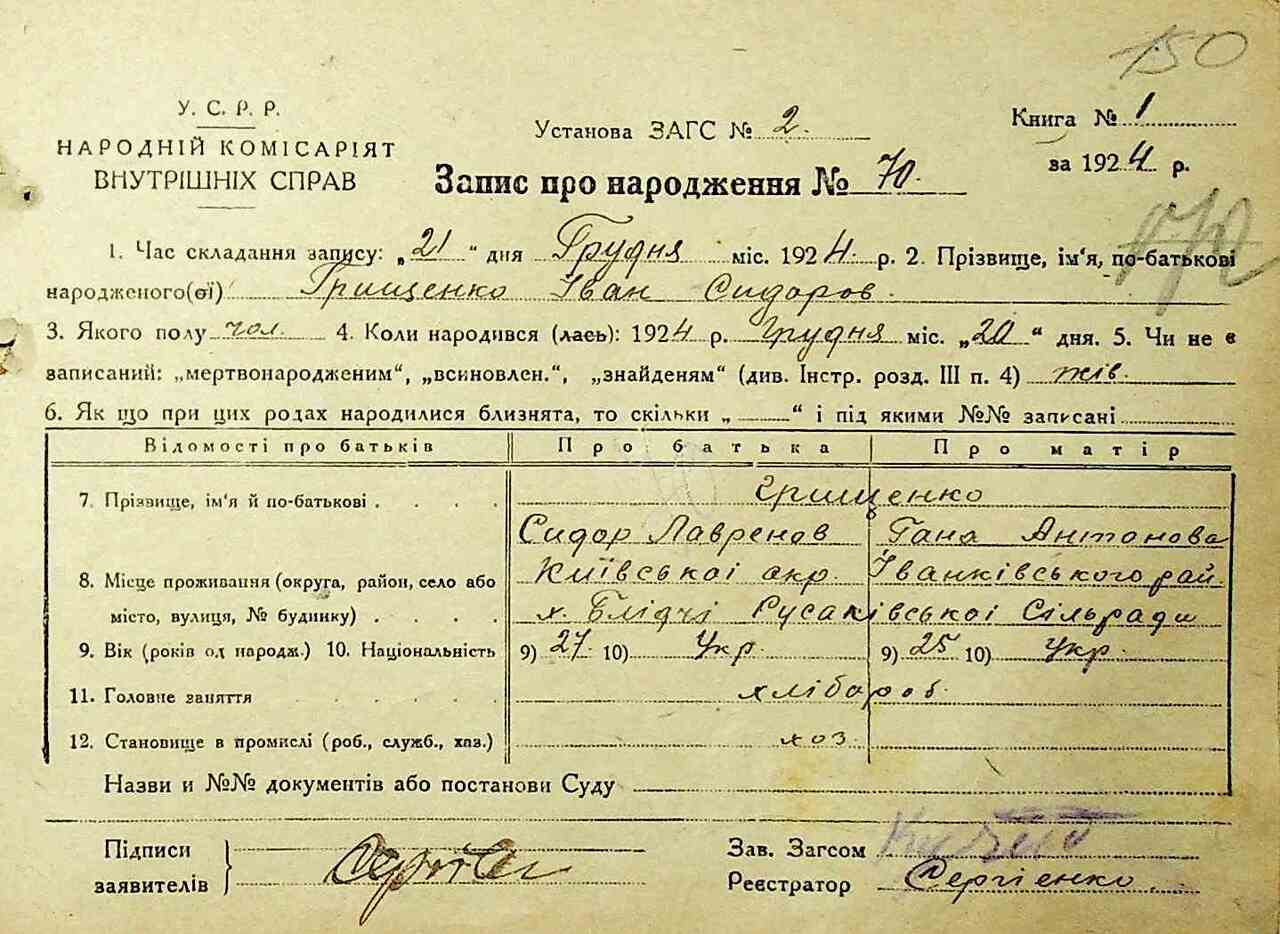 150
У. С. Р. Р.
НАРОДНІЙ КОМІСАРІЯТ
ВНУТРІШНІХ СПРАВ
Установа ЗАГС № 2.
Книга № 1
за 1924 р.
Запис про народження № 70.
1. Час складання запису: „21" дня Грудня міс. 1924. р. 2. Прізвище, ім'я, по-батькові
народженого(ої) Грищенко Іван Сидоров.
3. Якого полу чол. 4. Коли народився (лась): 1924 р. Грудня міс. „20" дня. 5. Чи не є
записаний: „мертвонародженим", „всиновлен.", „знайденям" (див. Інстр. розд. III п. 4) жів.
6. Як що при цих родах народилися близнята, то скільки „ " і під якими №№ записані
Відомості про батьків Про батька Про матір
7. Прізвище, ім'я й по-батькові . . . . Грищенко
Сидор Лавренов Гана Антонова
8. Місце проживання (округа, район, село або Київської окр. Іванківського рай.
місто, вулиця, № будинку) . . . . х. Блідчі Русаківської Сільради
9. Вік (років од народж.) 10. Національність 9) 27 10) Укр. 9) 25 10) Укр.
11. Головне заняття . . . . . . хлібороб.
12. Становище в промислі (роб., служб., хаз.) хоз.
Назви и №№ документів або постанови Суду
Підписи
заявителів
Зав. Загсом
Реєстратор Сергієнко